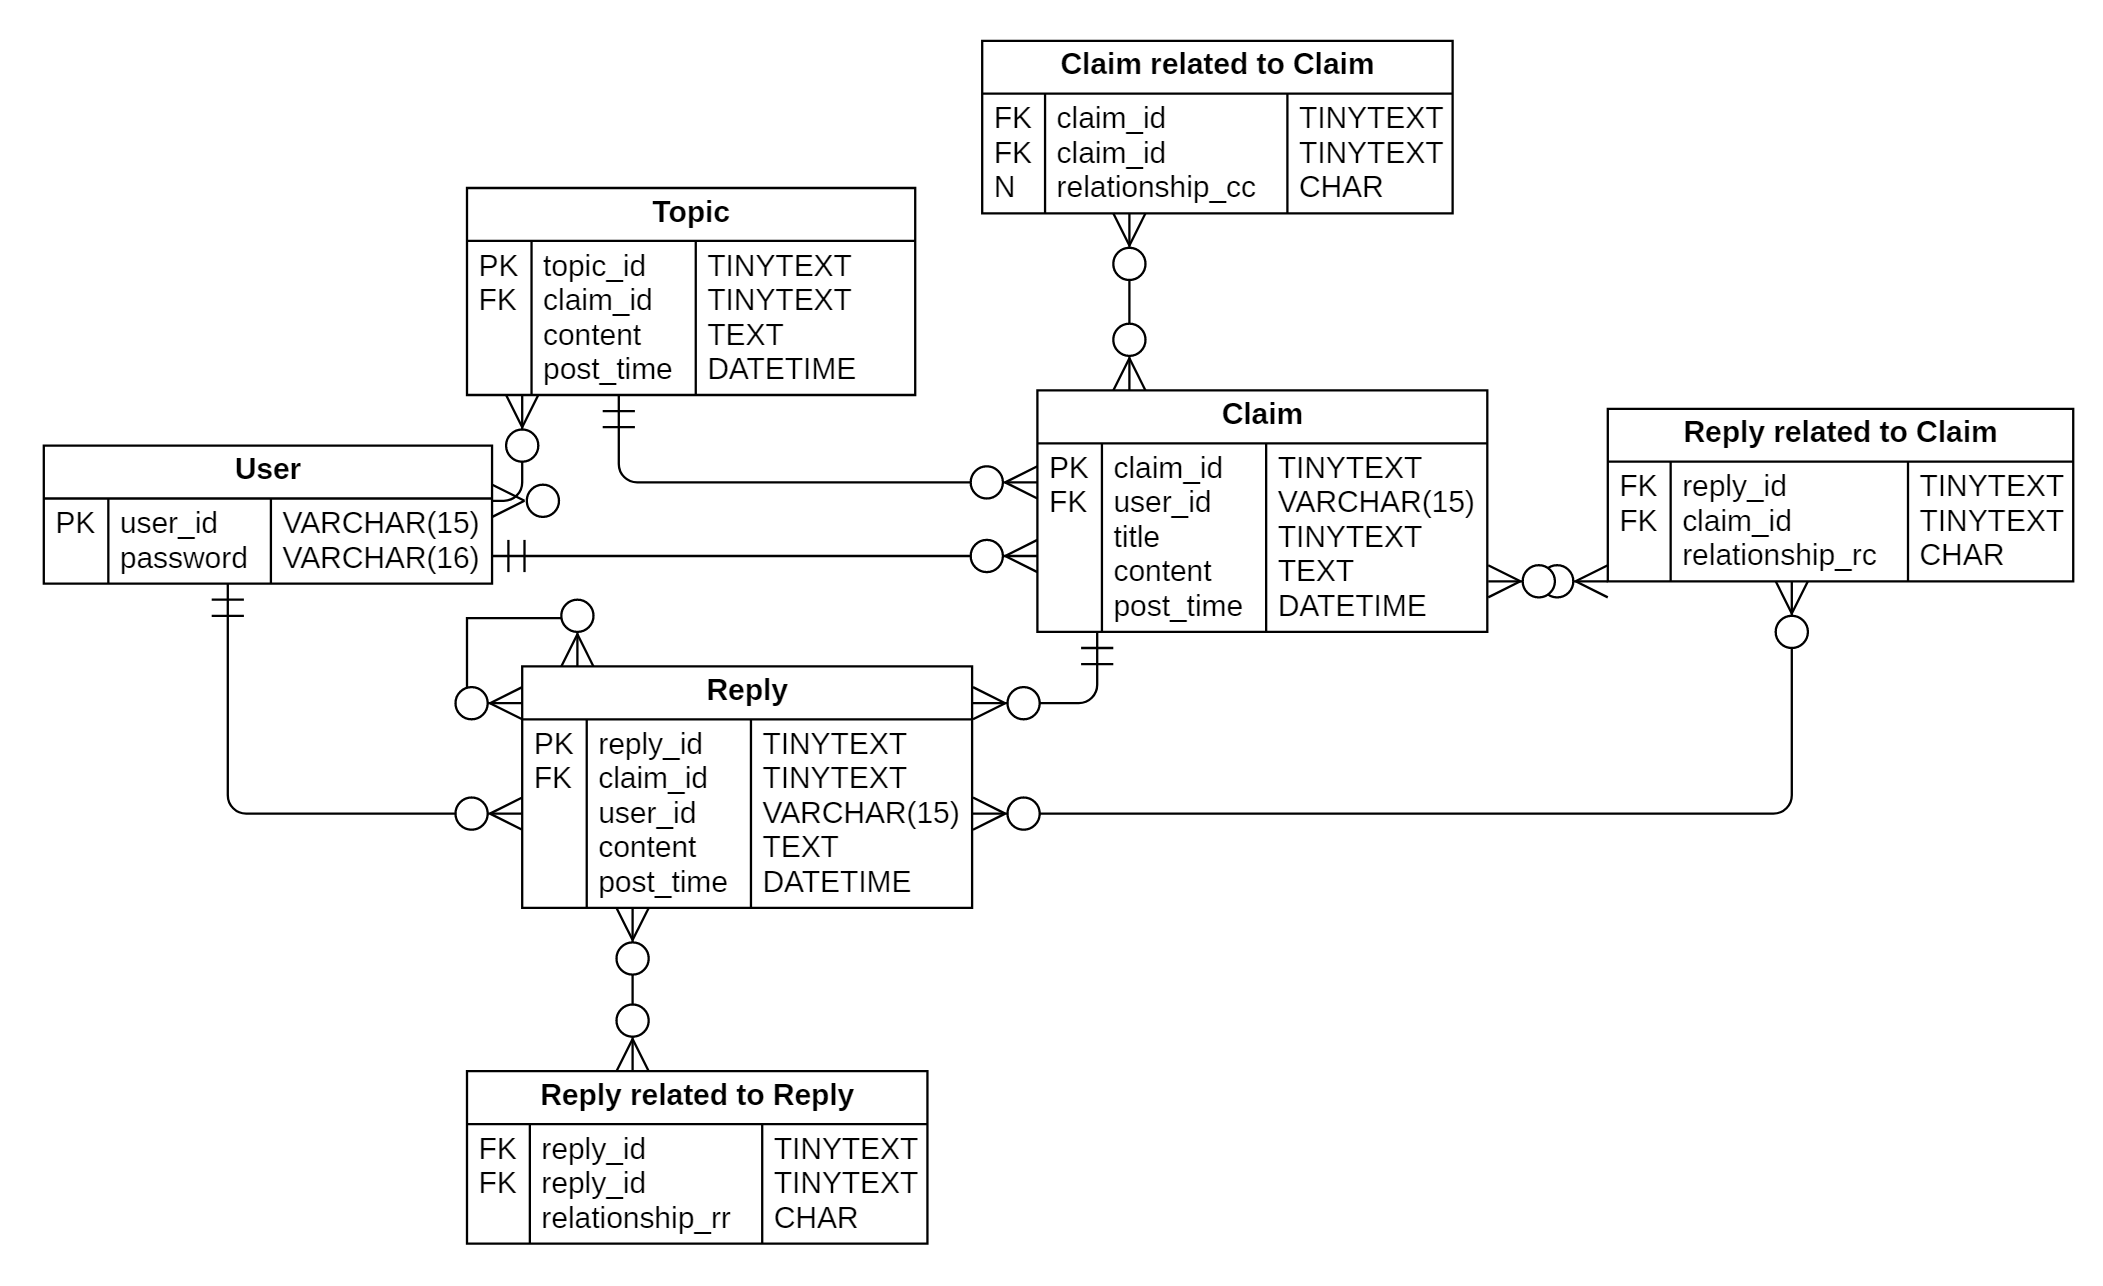 Claim related to Claim
FK claim_id TINYTEXT
FK claim_id TINYTEXT
N relationship_cc CHAR
Topic
PK topic_id TINYTEXT
FK claim_id TINYTEXT
content TEXT
post_time DATETIME
User
PK user_id VARCHAR(15)
password VARCHAR(16)
Claim
PK claim_id TINYTEXT
FK user_id VARCHAR(15)
title TINYTEXT
content TEXT
post_time DATETIME
Reply related to Claim
FK reply_id TINYTEXT
FK claim_id TINYTEXT
relationship_rc CHAR
Reply
PK reply_id TINYTEXT
FK claim_id TINYTEXT
user_id VARCHAR(15)
content TEXT
post_time DATETIME
Reply related to Reply
FK reply_id TINYTEXT
FK reply_id TINYTEXT
relationship_rr CHAR